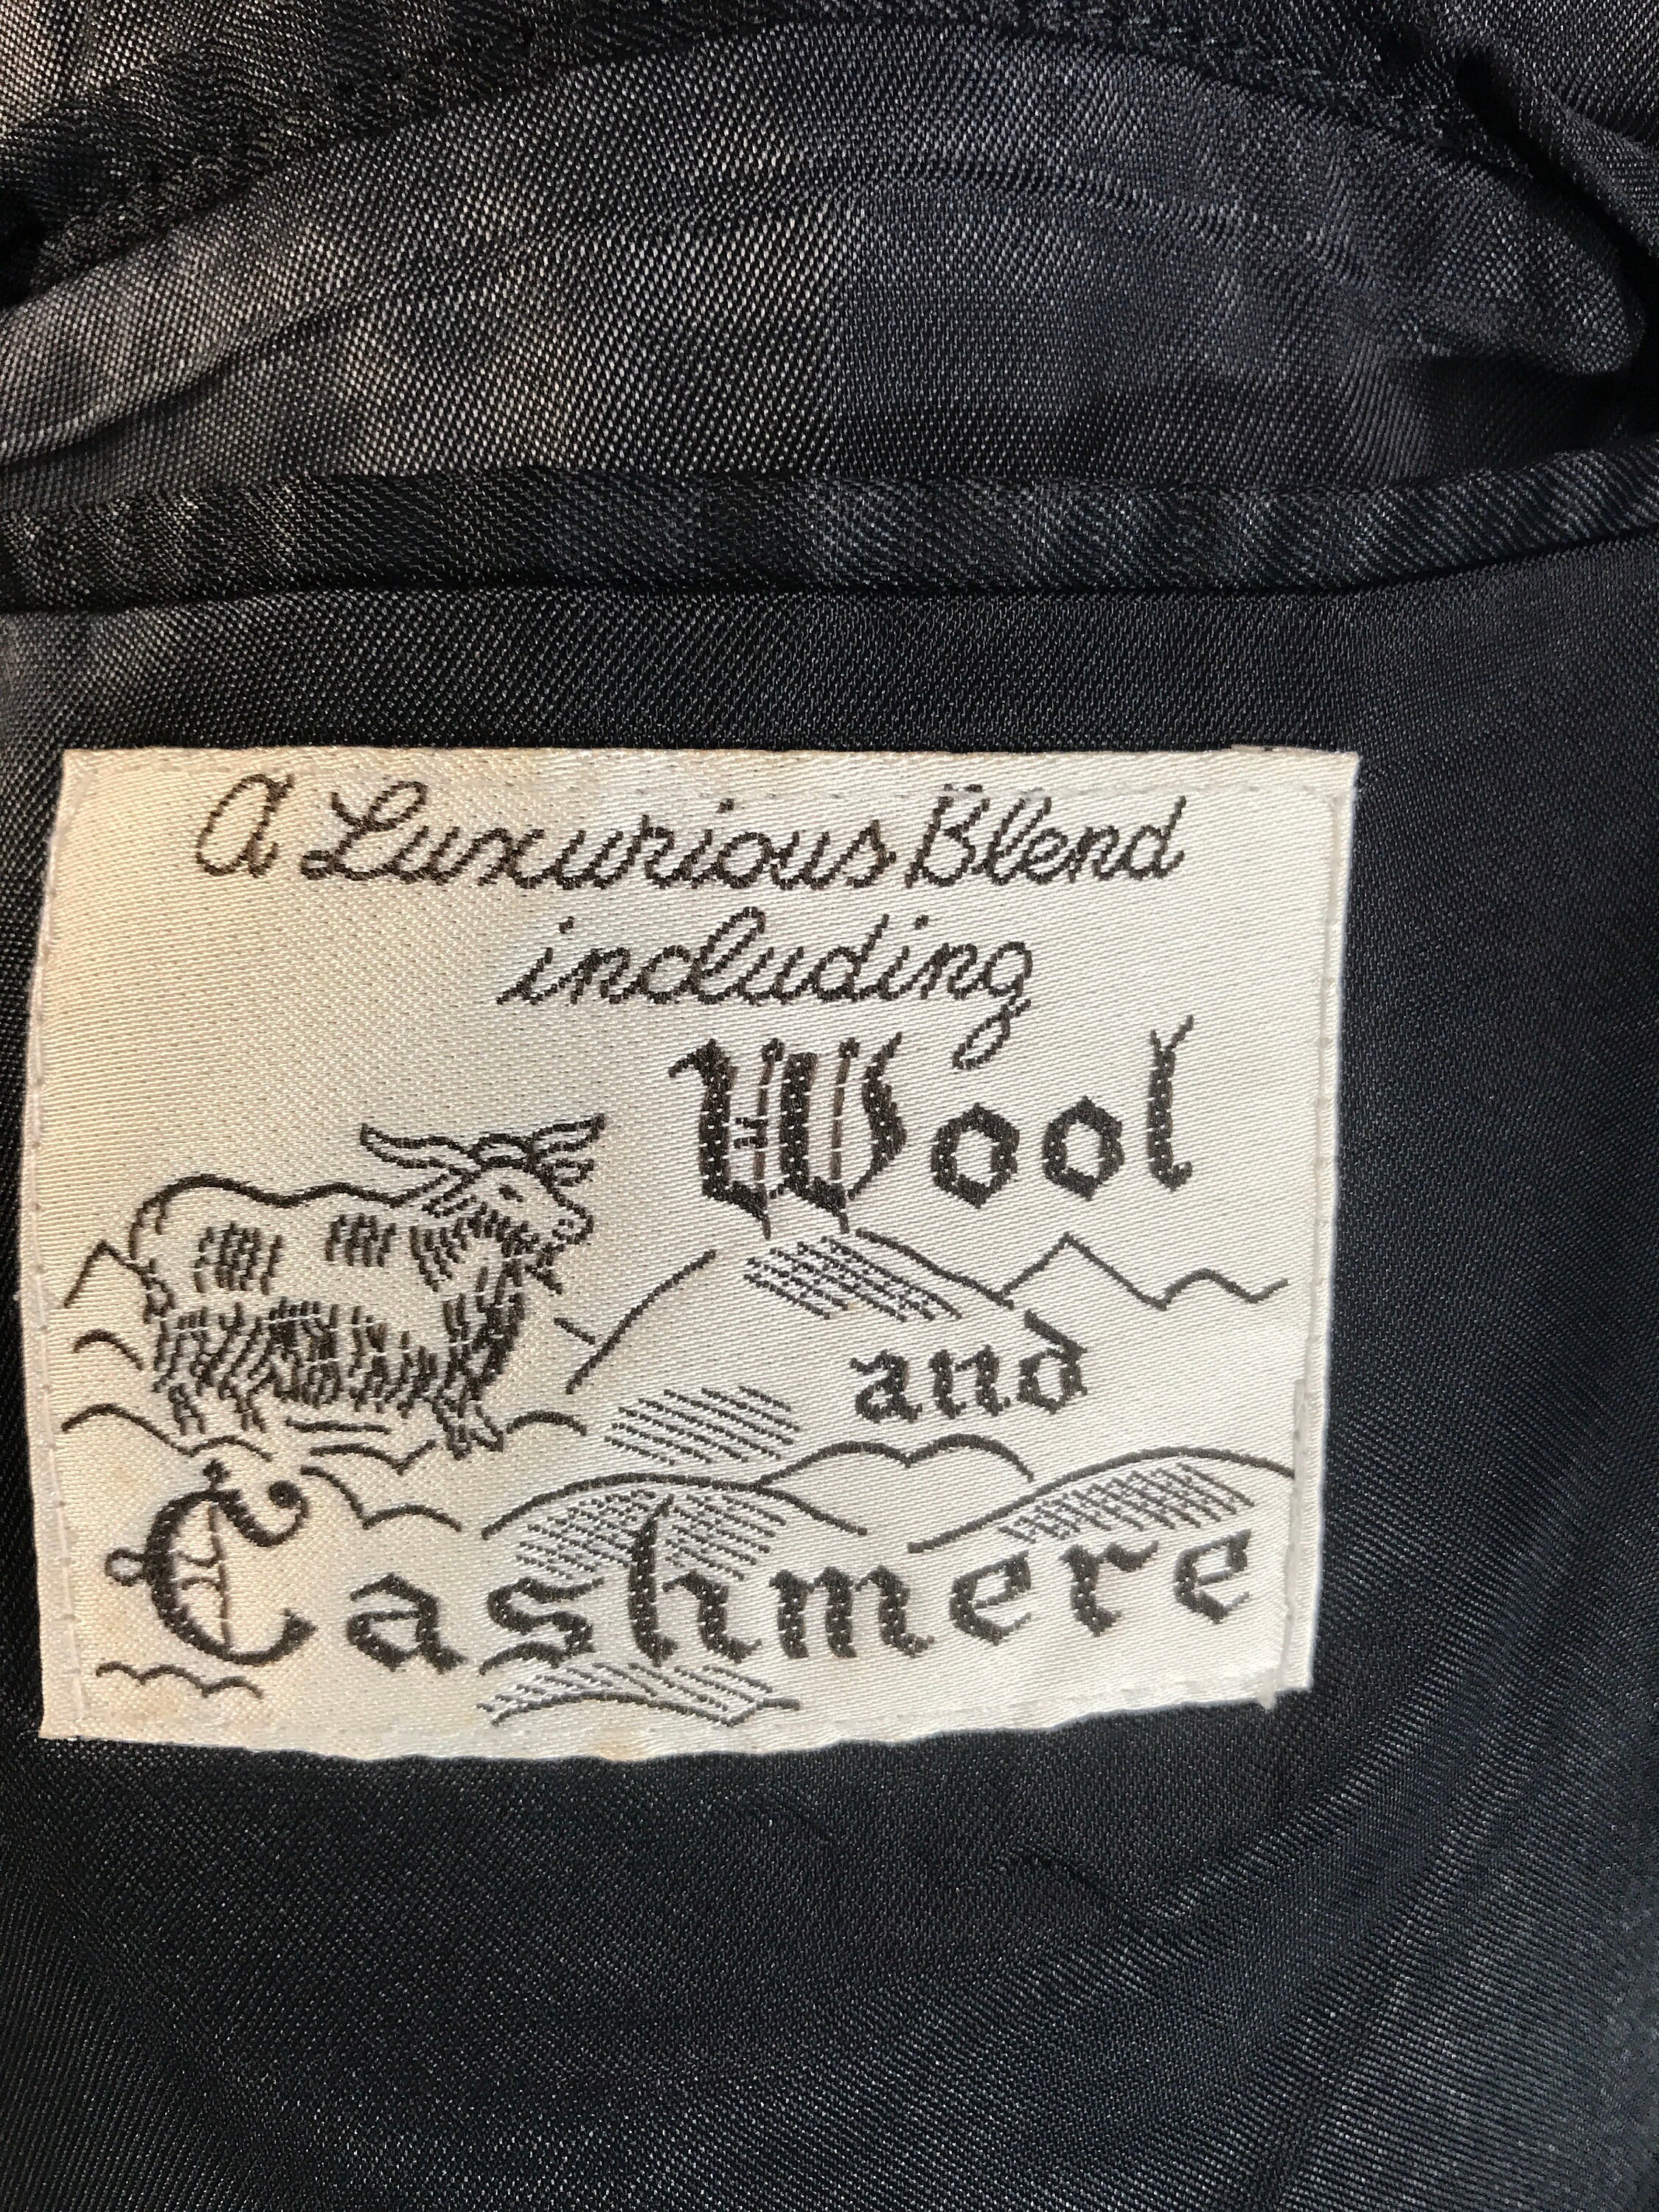 A Luxurious Blend
including
Wool
and
Cashmere